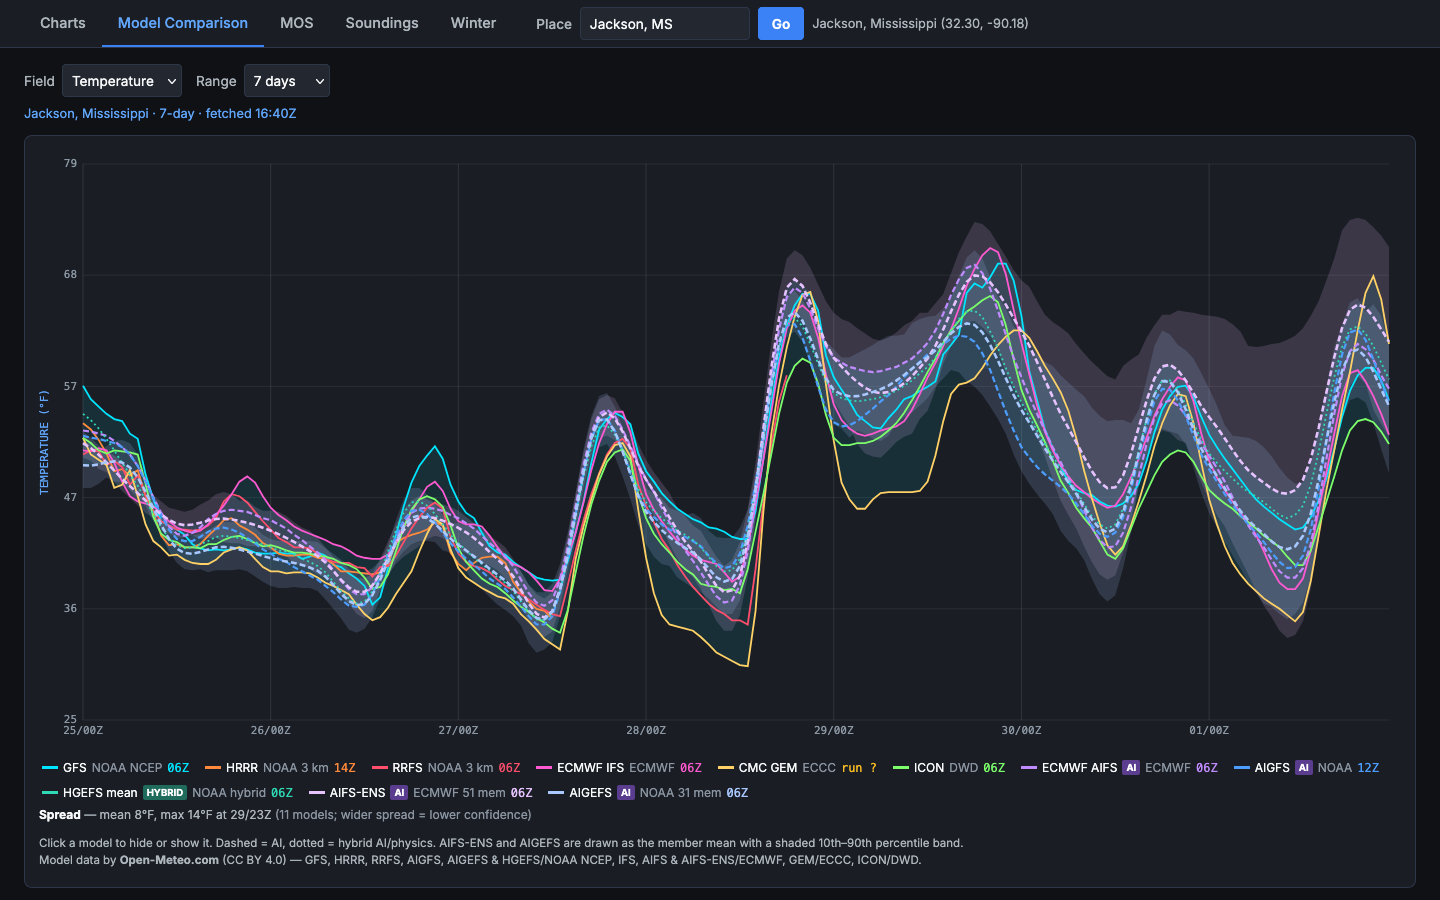 Charts Model Comparison MOS Soundings Winter Place Jackson, MS Go Jackson, Mississippi (32.30, -90.18)
Field Temperature Range 7 days
Jackson, Mississippi · 7-day · fetched 16:40Z
79
68
57
47
36
25
TEMPERATURE (°F)
25/00Z 26/00Z 27/00Z 28/00Z 29/00Z 30/00Z 01/00Z
GFS NOAA NCEP 06Z HRRR NOAA 3 km 14Z RRFS NOAA 3 km 06Z ECMWF IFS ECMWF 06Z CMC GEM ECCC run ? ICON DWD 06Z ECMWF AIFS AI ECMWF 06Z AIGFS AI NOAA 12Z
HGEFS mean HYBRID NOAA hybrid 06Z AIFS-ENS AI ECMWF 51 mem 06Z AIGEFS AI NOAA 31 mem 06Z
Spread — mean 8°F, max 14°F at 29/23Z (11 models; wider spread = lower confidence)
Click a model to hide or show it. Dashed = AI, dotted = hybrid AI/physics. AIFS-ENS and AIGEFS are drawn as the member mean with a shaded 10th–90th percentile band.
Model data by Open-Meteo.com (CC BY 4.0) — GFS, HRRR, RRFS, AIGFS, AIGEFS & HGEFS/NOAA NCEP, IFS, AIFS & AIFS-ENS/ECMWF, GEM/ECCC, ICON/DWD.